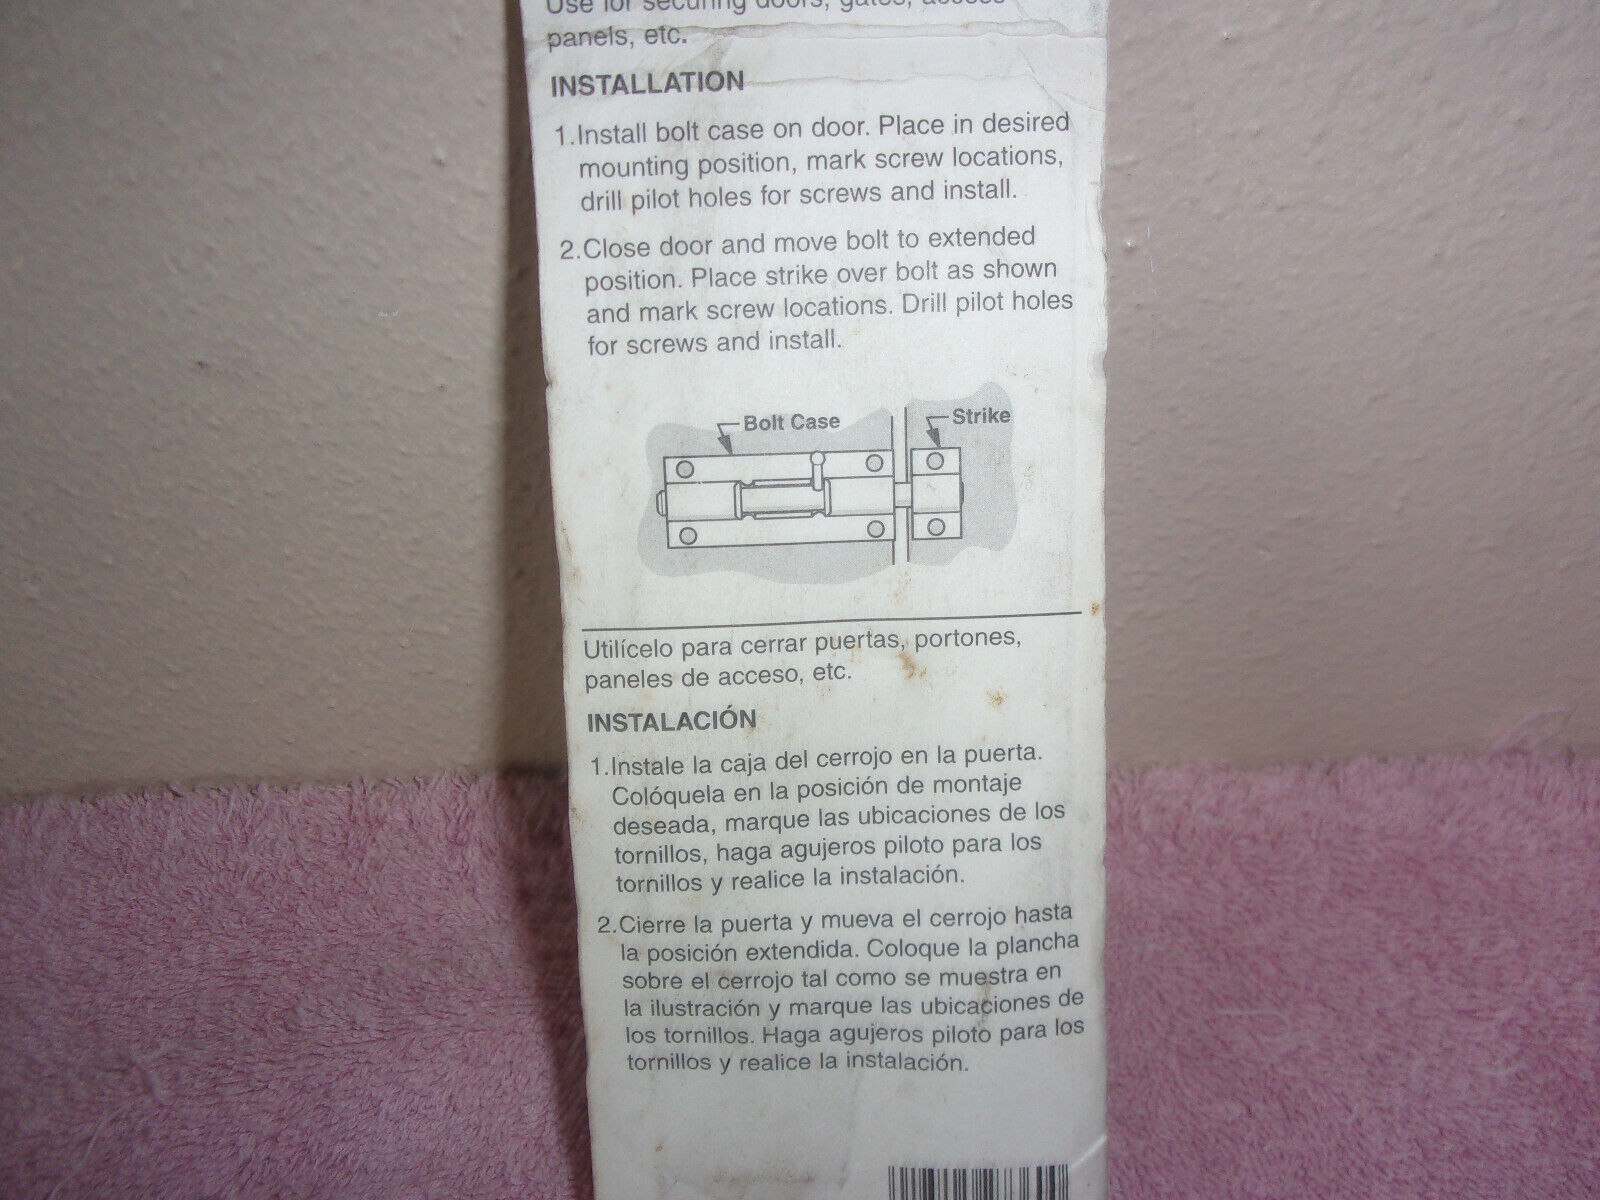 Use for securing doors, gates, access
panels, etc.
INSTALLATION
1.Install bolt case on door. Place in desired
mounting position, mark screw locations,
drill pilot holes for screws and install.
2.Close door and move bolt to extended
position. Place strike over bolt as shown
and mark screw locations. Drill pilot holes
for screws and install.
Bolt Case
Strike
Utilícelo para cerrar puertas, portones,
paneles de acceso, etc.
INSTALACIÓN
1.Instale la caja del cerrojo en la puerta.
Colóquela en la posición de montaje
deseada, marque las ubicaciones de los
tornillos, haga agujeros piloto para los
tornillos y realice la instalación.
2.Cierre la puerta y mueva el cerrojo hasta
la posición extendida. Coloque la plancha
sobre el cerrojo tal como se muestra en
la ilustración y marque las ubicaciones de
los tornillos. Haga agujeros piloto para los
tornillos y realice la instalación.